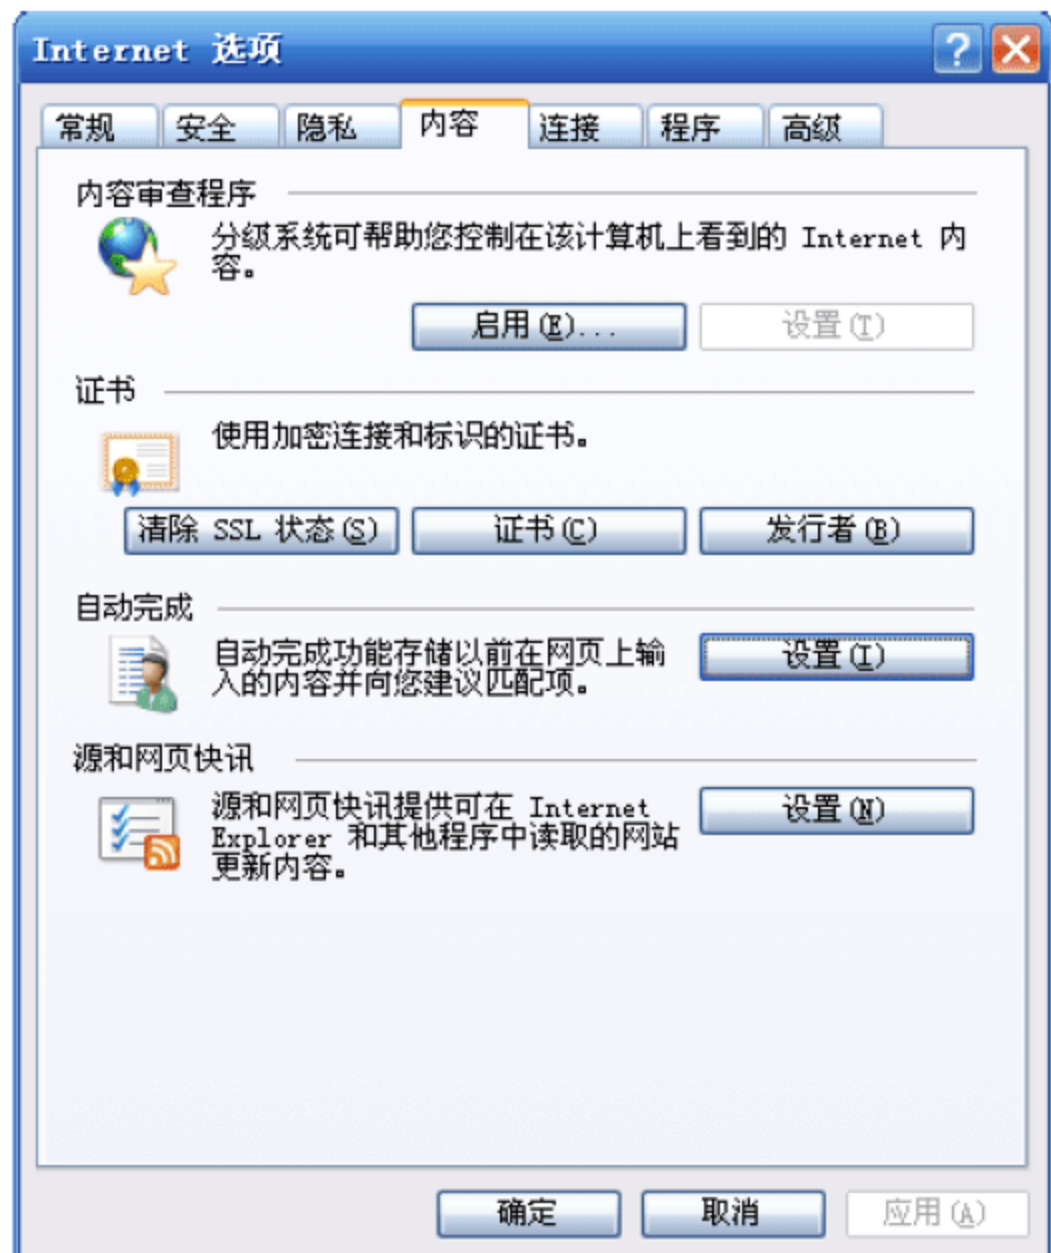 Internet 选项
常规 安全 隐私 内容 连接 程序 高级
内容审查程序
分级系统可帮助您控制在该计算机上看到的 Internet 内
容。
启用(E)... 设置(T)
证书
使用加密连接和标识的证书。
清除 SSL 状态(S) 证书(C) 发行者(B)
自动完成
自动完成功能存储以前在网页上输
入的内容并向您建议匹配项。
设置(I)
源和网页快讯
源和网页快讯提供可在 Internet
Explorer 和其他程序中读取的网站
更新内容。
设置(N)
确定 取消 应用(A)